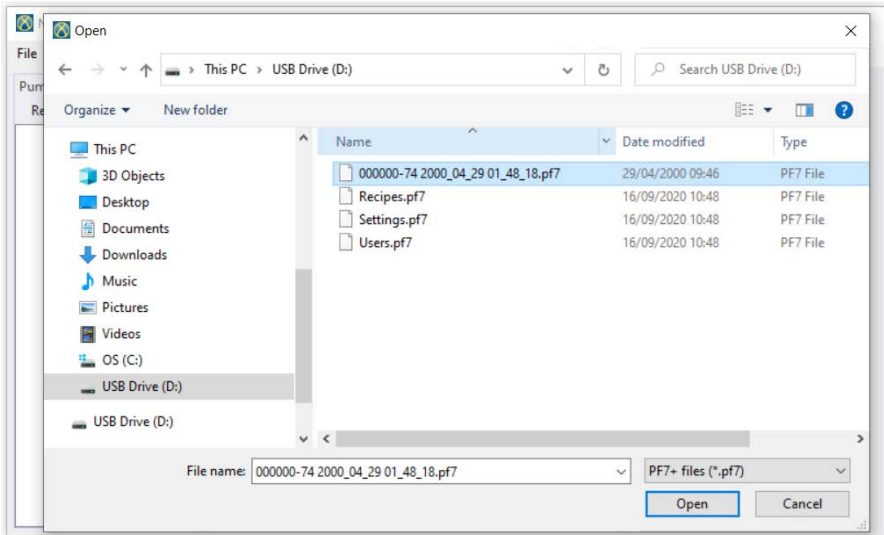 Open
File
← → ↑ This PC > USB Drive (D:)
Search USB Drive (D:)
Organize
New folder
Name
Date modified
Type
000000-74 2000_04_29 01_48_18.pf7 29/04/2000 09:46 PF7 File
Recipes.pf7 16/09/2020 10:48 PF7 File
Settings.pf7 16/09/2020 10:48 PF7 File
Users.pf7 16/09/2020 10:48 PF7 File
This PC
3D Objects
Desktop
Documents
Downloads
Music
Pictures
Videos
OS (C:)
USB Drive (D:)
USB Drive (D:)
File name: 000000-74 2000_04_29 01_48_18.pf7
PF7+ files (*.pf7)
Open
Cancel